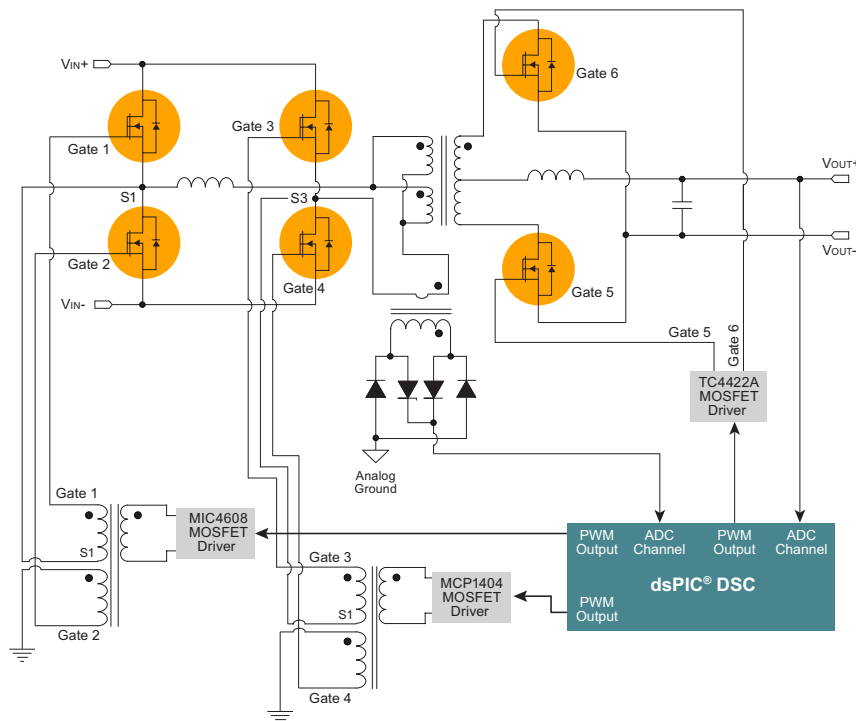 VIN+
Gate 1
S1
Gate 2
VIN-
Gate 3
S3
Gate 4
Gate 6
VOUT+
VOUT-
Gate 5
Gate 5
Gate 6
TC4422A
MOSFET
Driver
Analog
Ground
Gate 1
S1
Gate 2
MIC4608
MOSFET
Driver
Gate 3
S1
Gate 4
MCP1404
MOSFET
Driver
PWM
Output
ADC
Channel
PWM
Output
ADC
Channel
dsPIC® DSC
PWM
Output